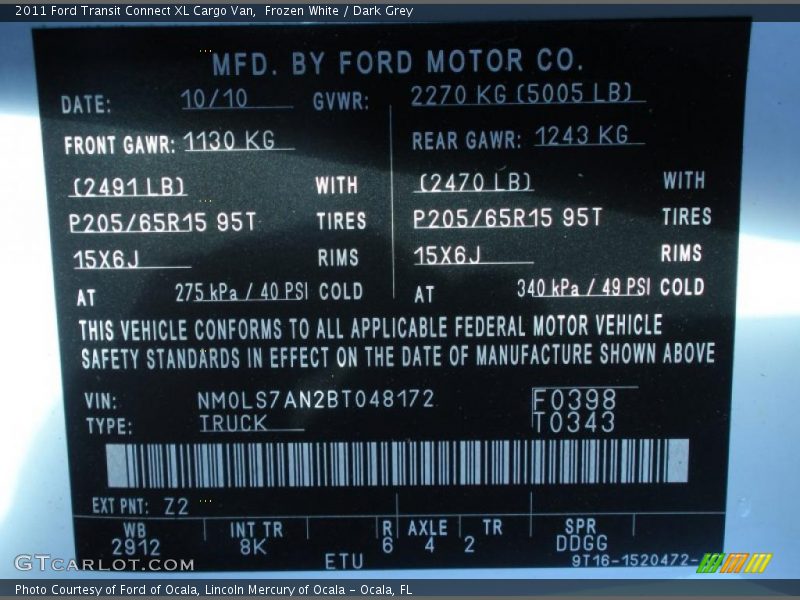 2011 Ford Transit Connect XL Cargo Van,  Frozen White / Dark Grey
MFD. BY FORD MOTOR CO.
DATE: 10/10 GVWR: 2270 KG (5005 LB)
FRONT GAWR: 1130 KG REAR GAWR: 1243 KG
(2491 LB) WITH (2470 LB) WITH
P205/65R15 95T TIRES P205/65R15 95T TIRES
15X6J RIMS 15X6J RIMS
AT 275 kPa / 40 PSI COLD AT 340 kPa / 49 PSI COLD
THIS VEHICLE CONFORMS TO ALL APPLICABLE FEDERAL MOTOR VEHICLE
SAFETY STANDARDS IN EFFECT ON THE DATE OF MANUFACTURE SHOWN ABOVE
VIN: NM0LS7AN2BT048172 F0398
TYPE: TRUCK T0343
EXT PNT: Z2
WB INT TR R AXLE TR SPR
2912 8K 6 4 2 DDGG
ETU 9T16-1520472-
GTCARLOT.COM
Photo Courtesy of Ford of Ocala, Lincoln Mercury of Ocala - Ocala, FL